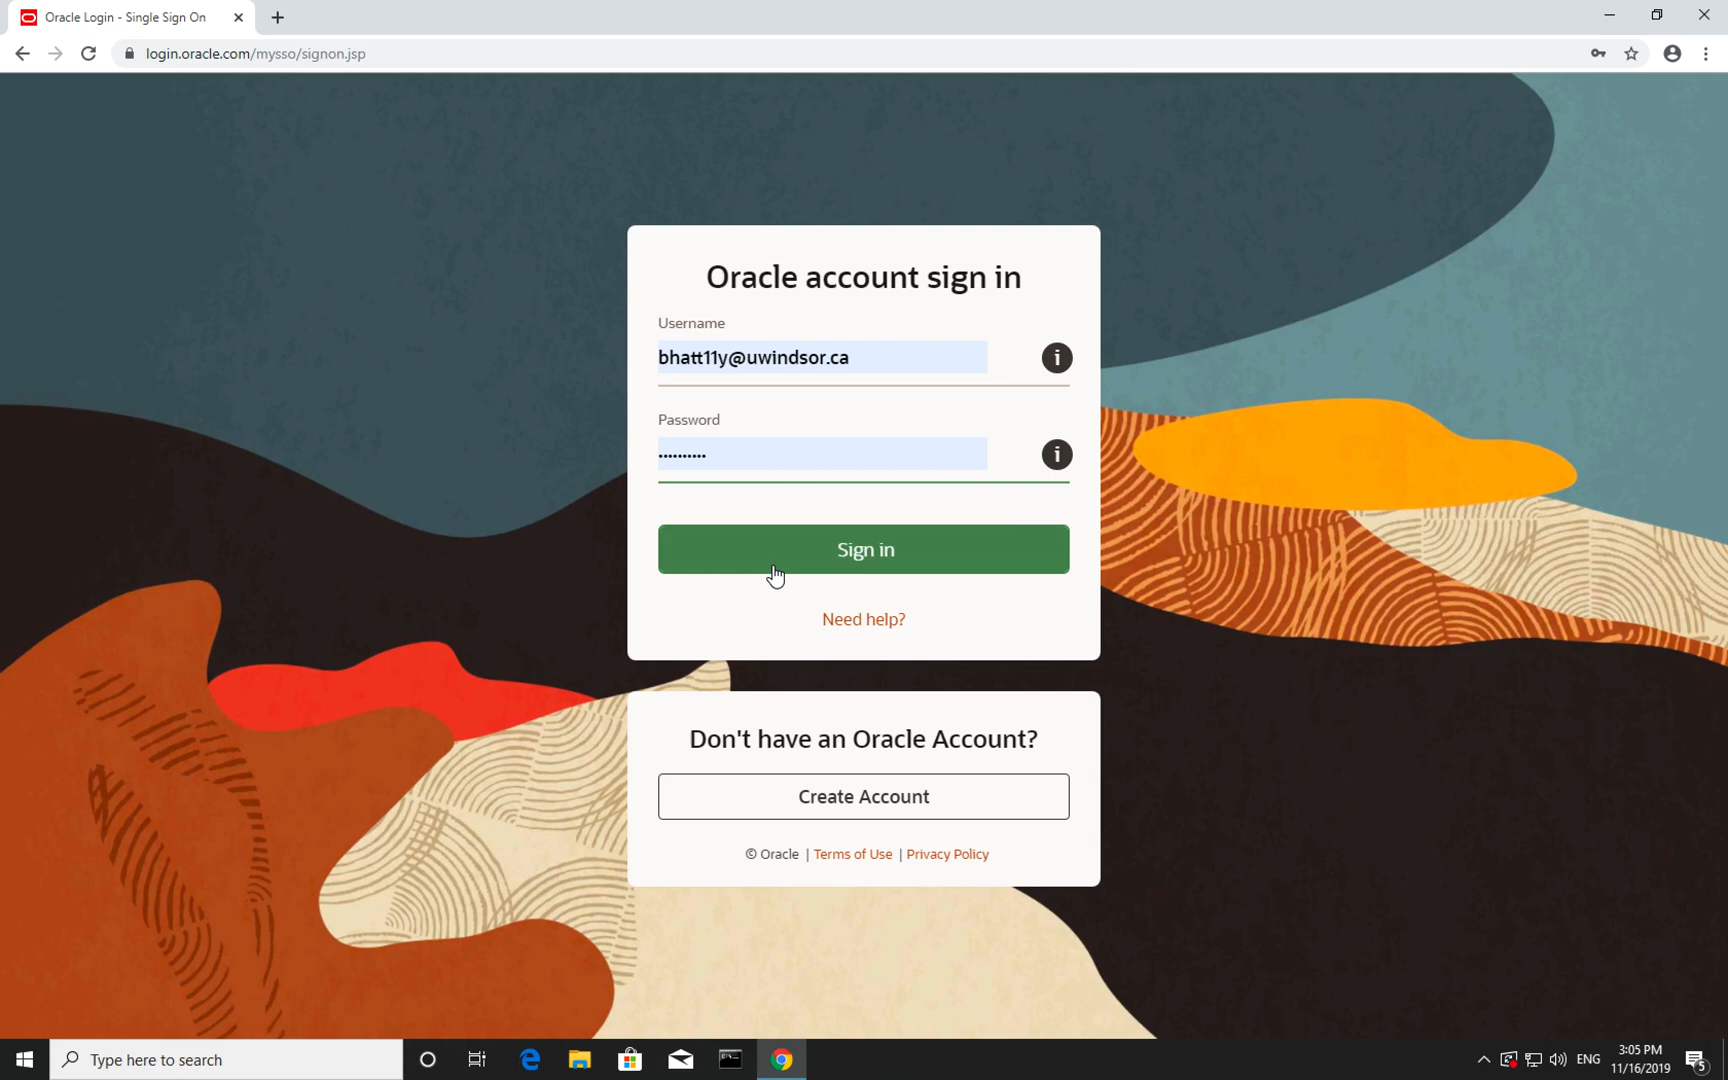 Oracle Login - Single Sign On
login.oracle.com/mysso/signon.jsp
Oracle account sign in
Username
bhatt11y@uwindsor.ca
Password
••••••••••
Sign in
Need help?
Don't have an Oracle Account?
Create Account
© Oracle | Terms of Use | Privacy Policy
Type here to search
ENG
3:05 PM
11/16/2019
5